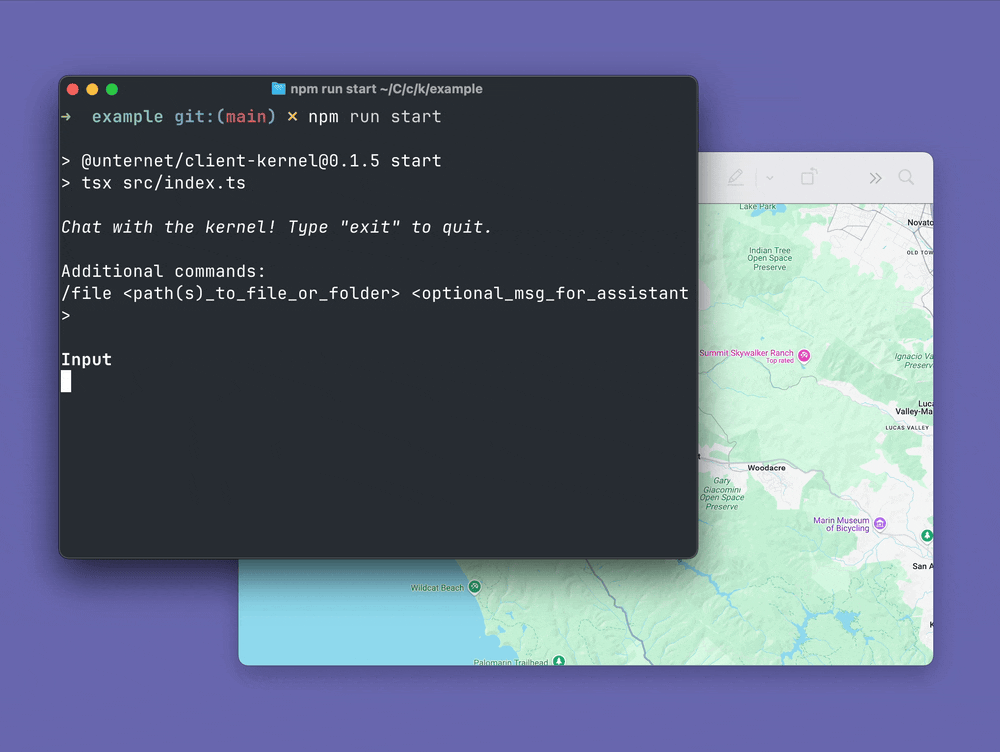 npm run start ~/C/c/k/example
➜ example git:(main) ✗ npm run start
> @unternet/client-kernel@0.1.5 start
> tsx src/index.ts
Chat with the kernel! Type "exit" to quit.
Additional commands:
/file <path(s)_to_file_or_folder> <optional_msg_for_assistant
>
Input
Lake Park
Novato
Indian Tree
Open Space
Preserve
OLD TOW
Summit Skywalker Ranch
Top rated
Ignacio Va
Preserve
Luca
Valley-Ma
LUCAS VALLEY
Woodacre
Gary
Giacomini
Open Space
Preserve
Marin Museum
of Bicycling
San A
Wildcat Beach
Palomarin Trailhead